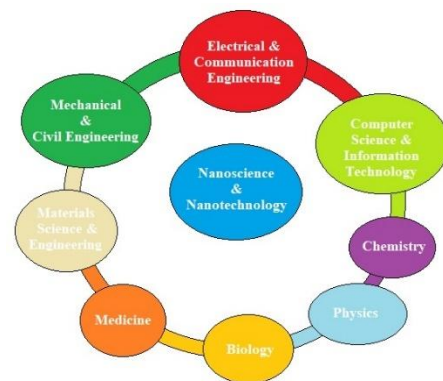 Electrical &
Communication
Engineering
Computer
Science &
Information
Technology
Chemistry
Physics
Biology
Medicine
Materials
Science &
Engineering
Mechanical
&
Civil Engineering
Nanoscience
&
Nanotechnology